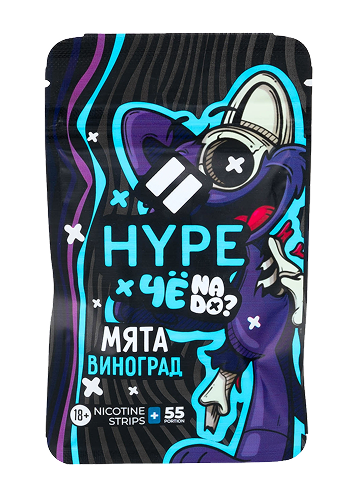 HYPE
ЧЁ NA DO?
МЯТА
ВИНОГРАД
18+ NICOTINE STRIPS + 55 PORTION